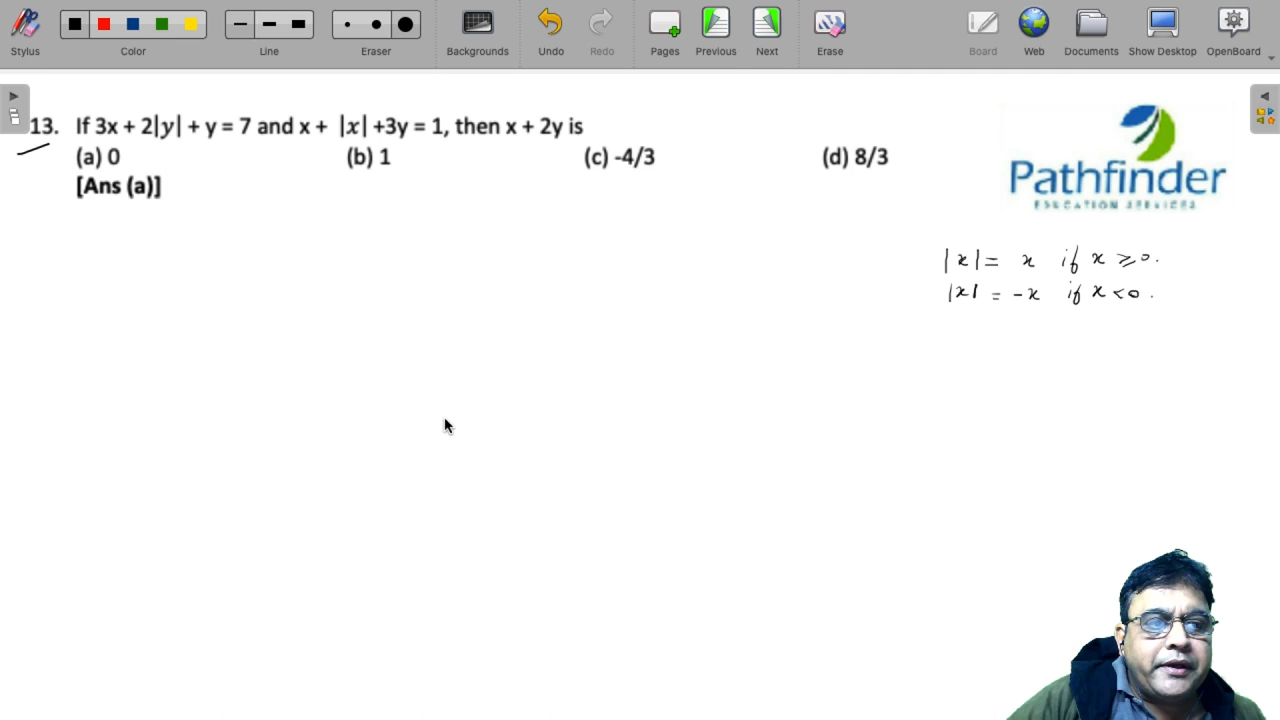 Stylus Color Line Eraser Backgrounds Undo Redo Pages Previous Next Erase Board Web Documents Show Desktop OpenBoard
13. If 3x + 2|y| + y = 7 and x + |x| +3y = 1, then x + 2y is
(a) 0 (b) 1 (c) -4/3 (d) 8/3
[Ans (a)]
Pathfinder
EDUCATION SERVICES
|x| = x if x ≥ 0.
|x| = -x if x < 0.